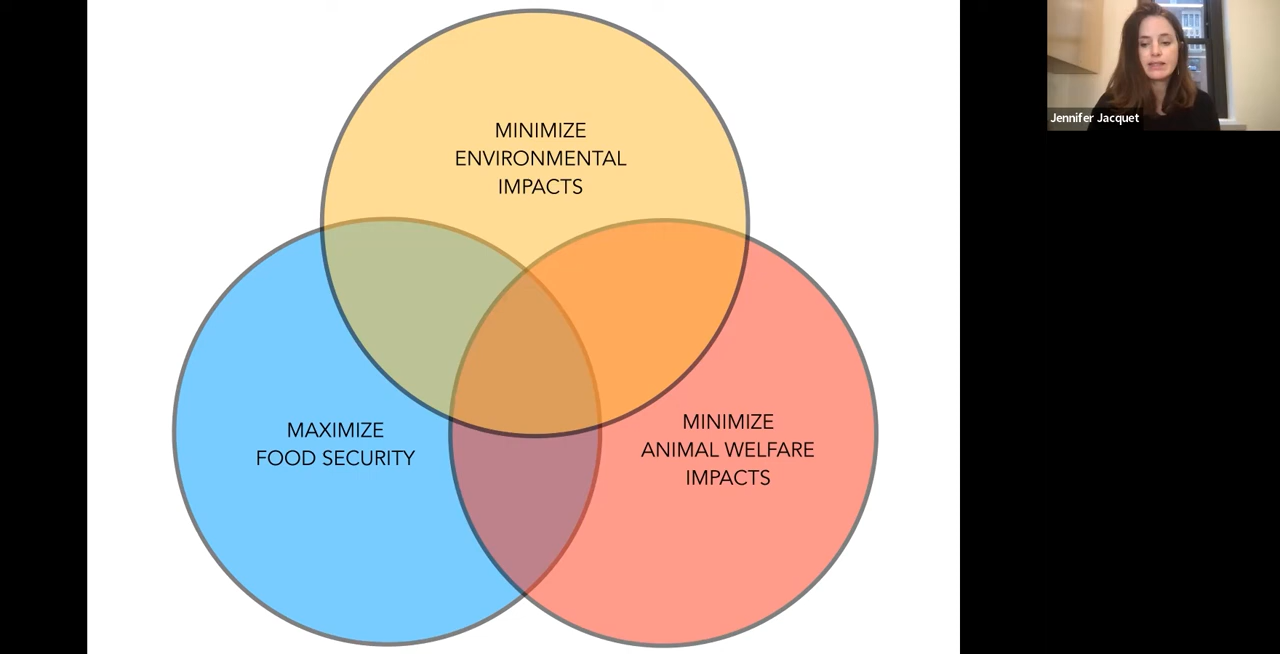 MINIMIZE
ENVIRONMENTAL
IMPACTS
MAXIMIZE
FOOD SECURITY
MINIMIZE
ANIMAL WELFARE
IMPACTS
Jennifer Jacquet